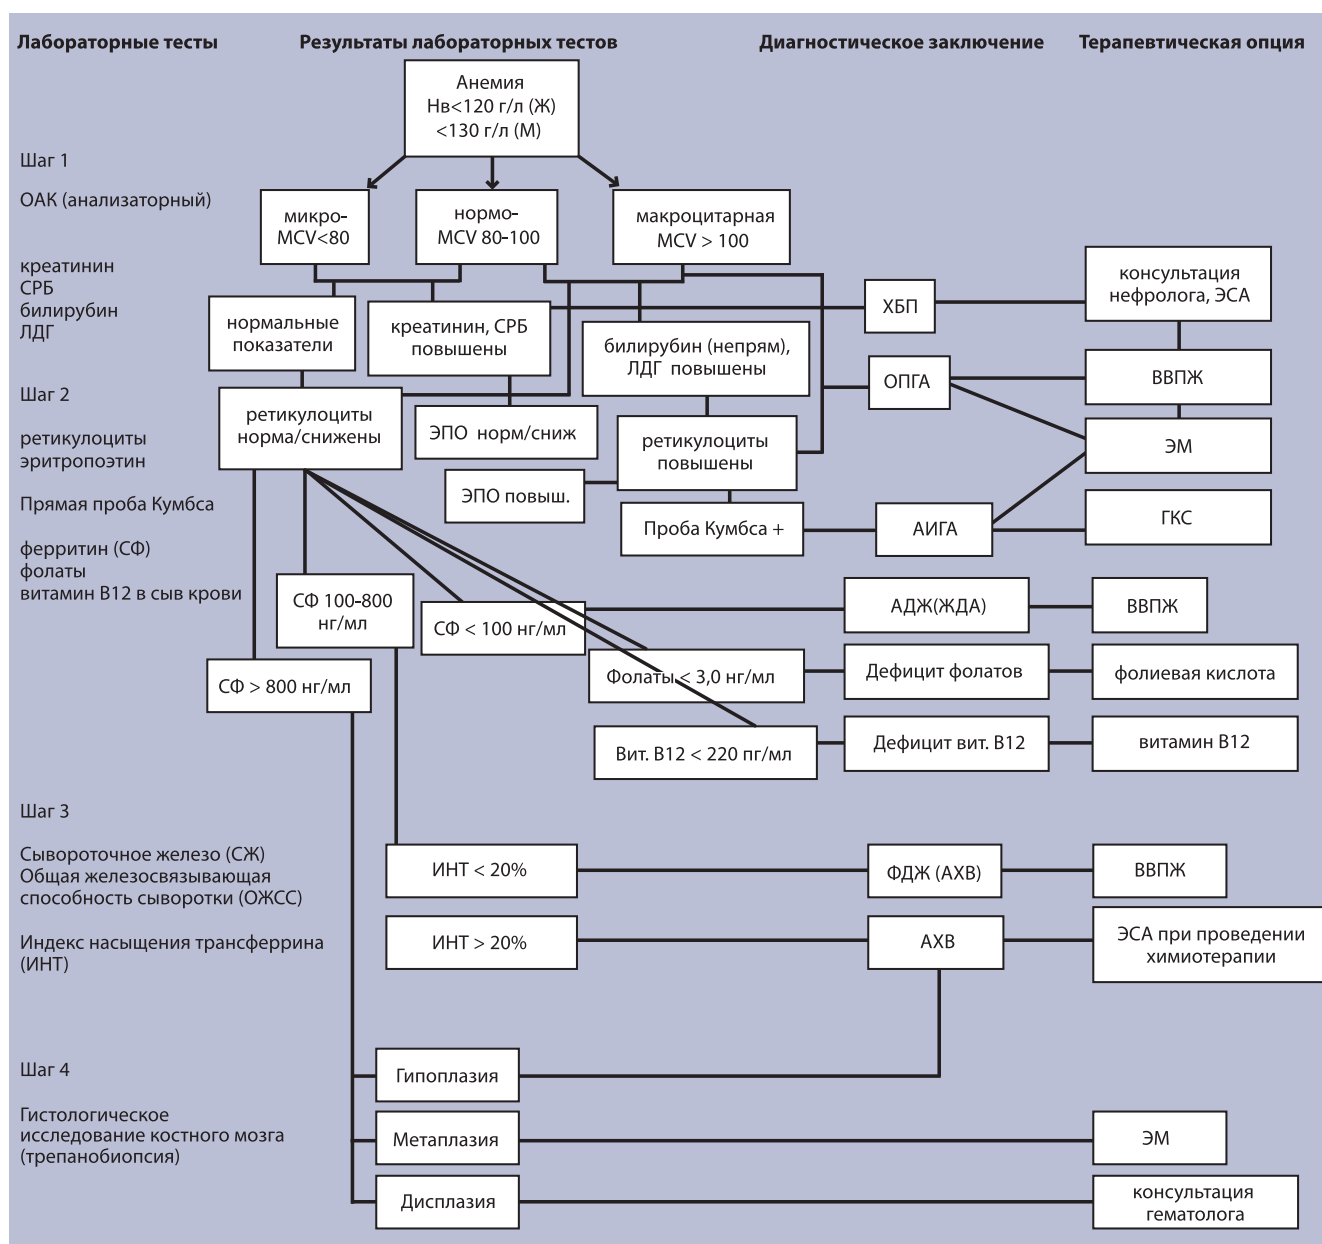 Лабораторные тесты
Результаты лабораторных тестов
Диагностическое заключение
Терапевтическая опция
Анемия
Нв<120 г/л (Ж)
<130 г/л (М)
Шаг 1
ОАК (анализаторный)
микро-
MCV<80
нормо-
MCV 80-100
макроцитарная
MCV > 100
креатинин
СРБ
билирубин
ЛДГ
нормальные
показатели
креатинин, СРБ
повышены
билирубин (непрям),
ЛДГ повышены
ХБП
консультация
нефролога, ЭСА
ОПГА
ВВПЖ
Шаг 2
ретикулоциты
эритропоэтин
Прямая проба Кумбса
ферритин (СФ)
фолаты
витамин В12 в сыв крови
ретикулоциты
норма/снижены
ЭПО норм/сниж
ретикулоциты
повышены
ЭМ
ЭПО повыш.
Проба Кумбса +
АИГА
ГКС
СФ 100-800
нг/мл
СФ < 100 нг/мл
АДЖ(ЖДА)
ВВПЖ
СФ > 800 нг/мл
Фолаты < 3,0 нг/мл
Дефицит фолатов
фолиевая кислота
Вит. В12 < 220 пг/мл
Дефицит вит. В12
витамин В12
Шаг 3
Сывороточное железо (СЖ)
Общая железосвязывающая
способность сыворотки (ОЖСС)
Индекс насыщения трансферрина
(ИНТ)
ИНТ < 20%
ФДЖ (АХВ)
ВВПЖ
ИНТ > 20%
АХВ
ЭСА при проведении
химиотерапии
Шаг 4
Гистологическое
исследование костного мозга
(трепанобиопсия)
Гипоплазия
Метаплазия
ЭМ
Дисплазия
консультация
гематолога